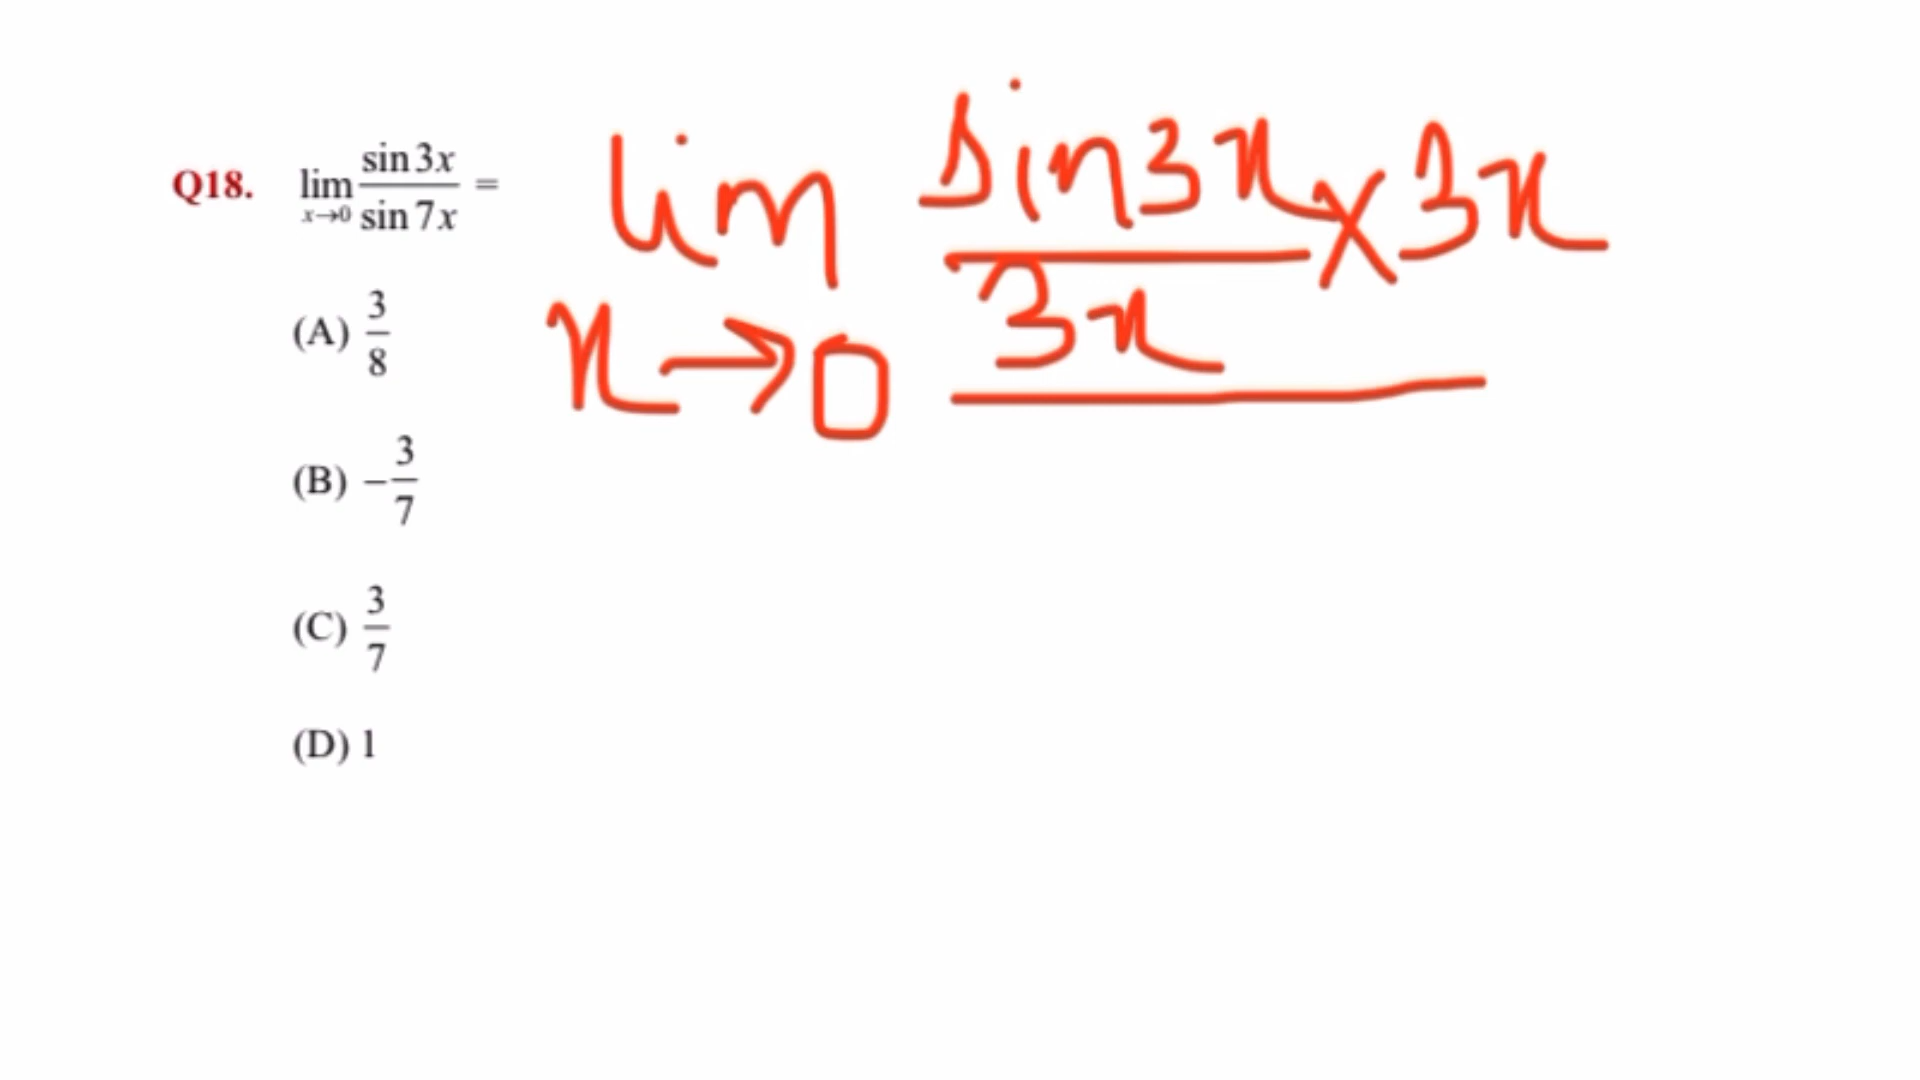 Q18. lim x→0 sin 3x / sin 7x =
(A) 3/8
(B) −3/7
(C) 3/7
(D) 1
lim x→0 sin3x / 3x × 3x